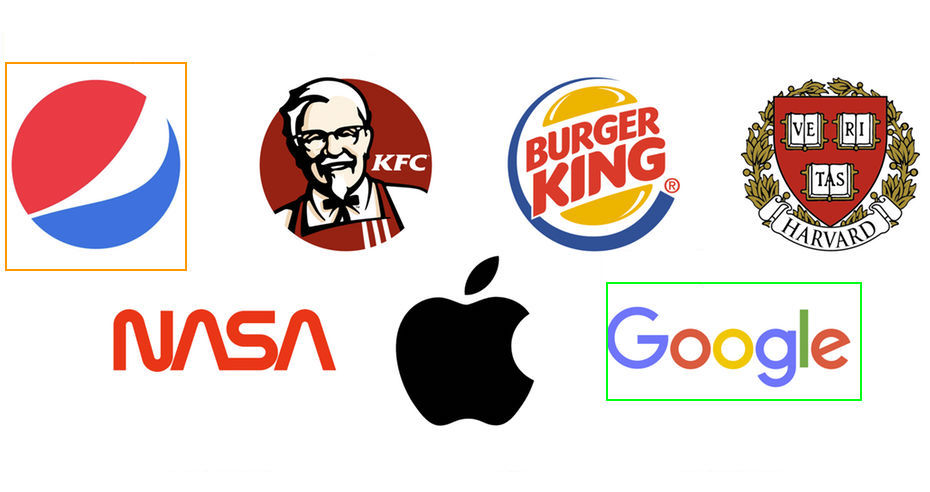 KFC
BURGER
KING®
VE RI
TAS
HARVARD
NASA
Google